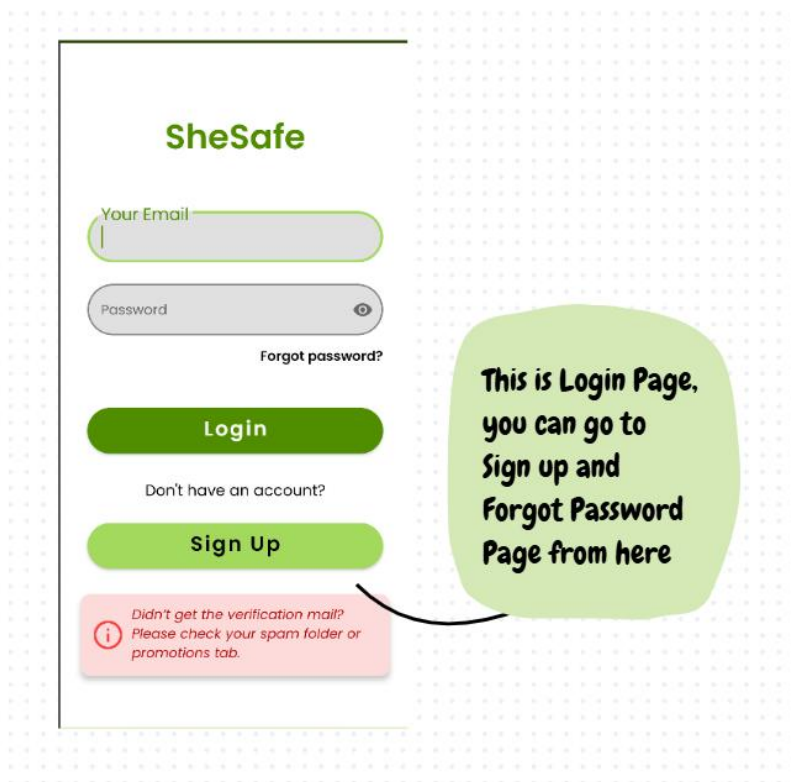 SheSafe
Your Email
Password
Forgot password?
Login
Don't have an account?
Sign Up
Didn't get the verification mail?
Please check your spam folder or
promotions tab.
This is Login Page,
you can go to
Sign up and
Forgot Password
Page from here